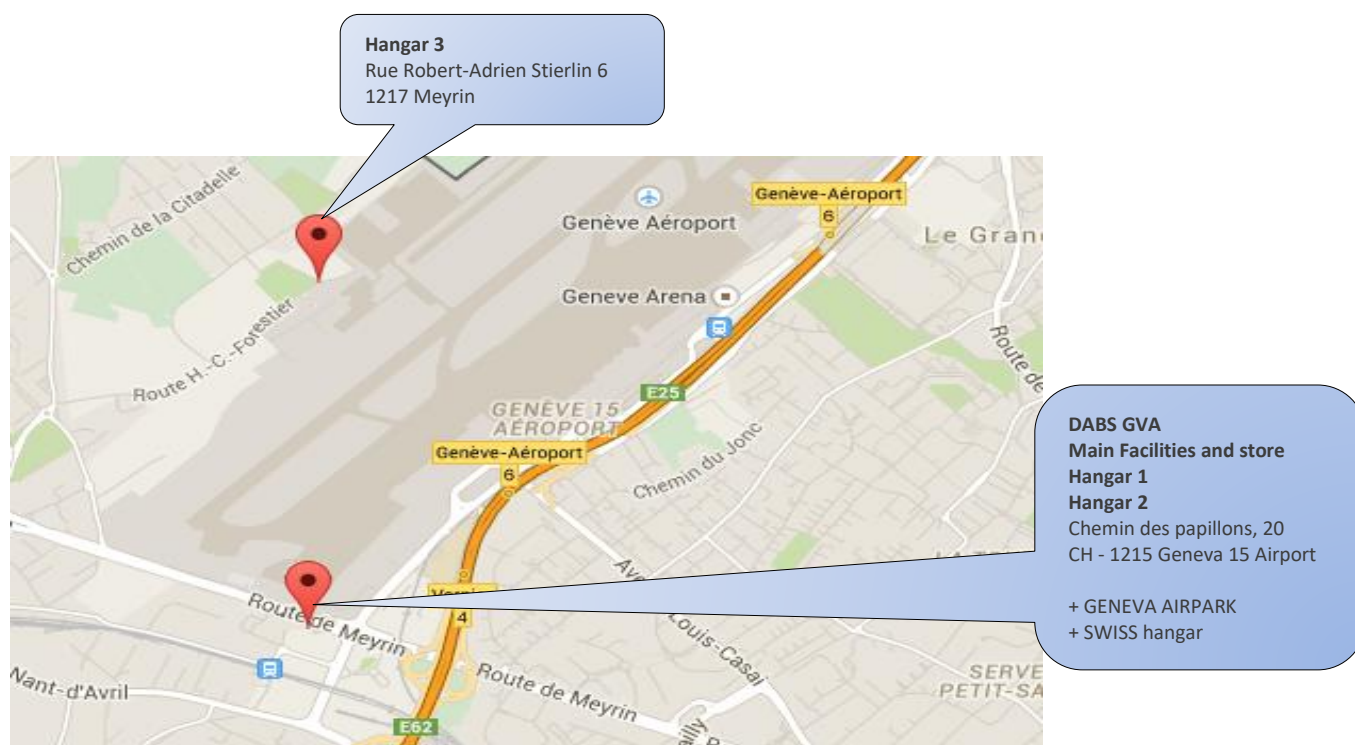 Hangar 3
Rue Robert-Adrien Stierlin 6
1217 Meyrin
Chemin de la Citadelle
Genève-Aéroport
6
Genève Aéroport
Le Gran
Geneve Arena
Route H.-C.-Forestier
Route de
E25
GENÈVE 15
AÉROPORT
Genève-Aéroport
6
Chemin du Jonc
DABS GVA
Main Facilities and store
Hangar 1
Hangar 2
Chemin des papillons, 20
CH - 1215 Geneva 15 Airport
+ GENEVA AIRPARK
+ SWISS hangar
4
Route de Meyrin
Louis-Casaï
Route de Meyrin
Nant-d'Avril
SERVE
PETIT-SA
E62